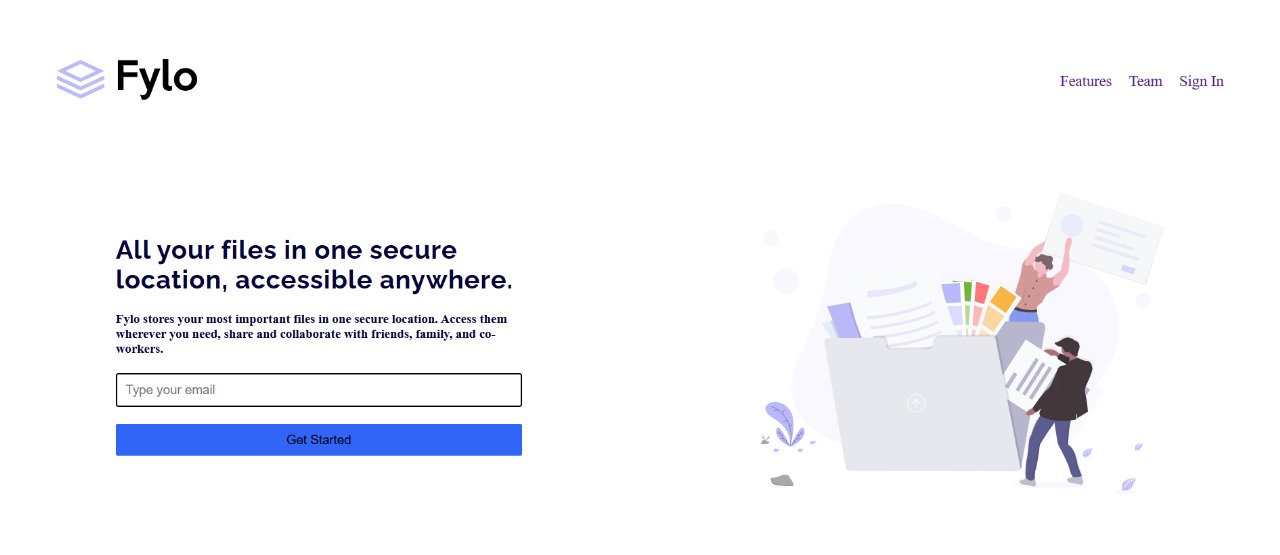 Fylo
Features Team Sign In
All your files in one secure
location, accessible anywhere.
Fylo stores your most important files in one secure location. Access them
wherever you need, share and collaborate with friends, family, and co-
workers.
Type your email
Get Started